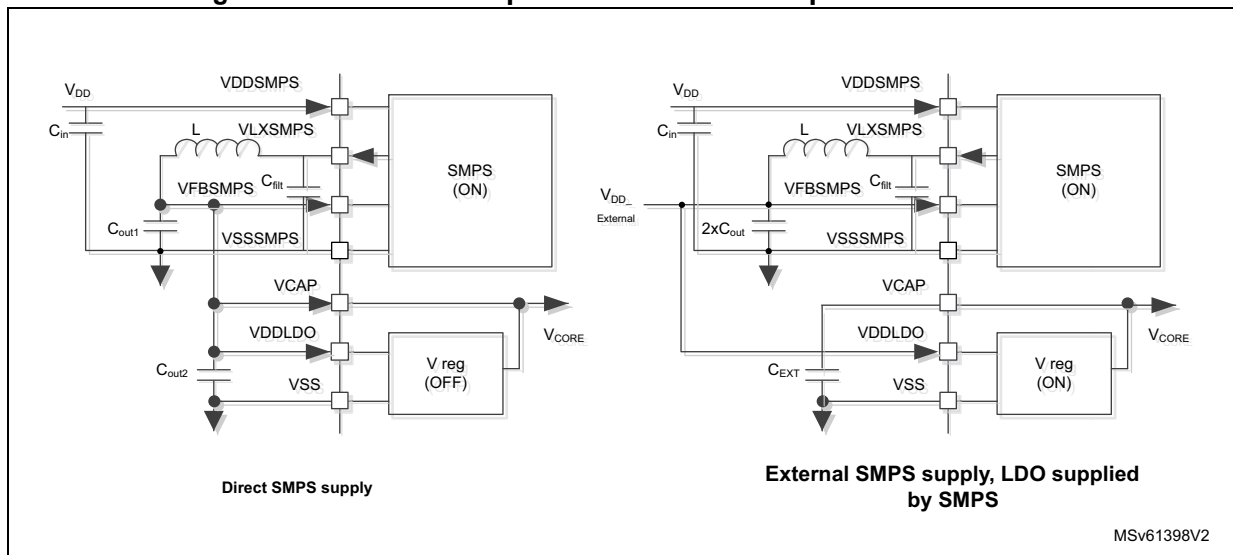 VDDSMPS
VDD
Cin
L
VLXSMPS
Cfilt
VFBSMPS
Cout1
VSSSMPS
SMPS
(ON)
VCAP
VCORE
VDDLDO
V reg
(OFF)
Cout2
VSS
Direct SMPS supply
VDDSMPS
VDD
Cin
L
VLXSMPS
Cfilt
VFBSMPS
VDD_
External
2xCout
VSSSMPS
SMPS
(ON)
VCAP
VCORE
VDDLDO
V reg
(ON)
CEXT
VSS
External SMPS supply, LDO supplied
by SMPS
MSv61398V2